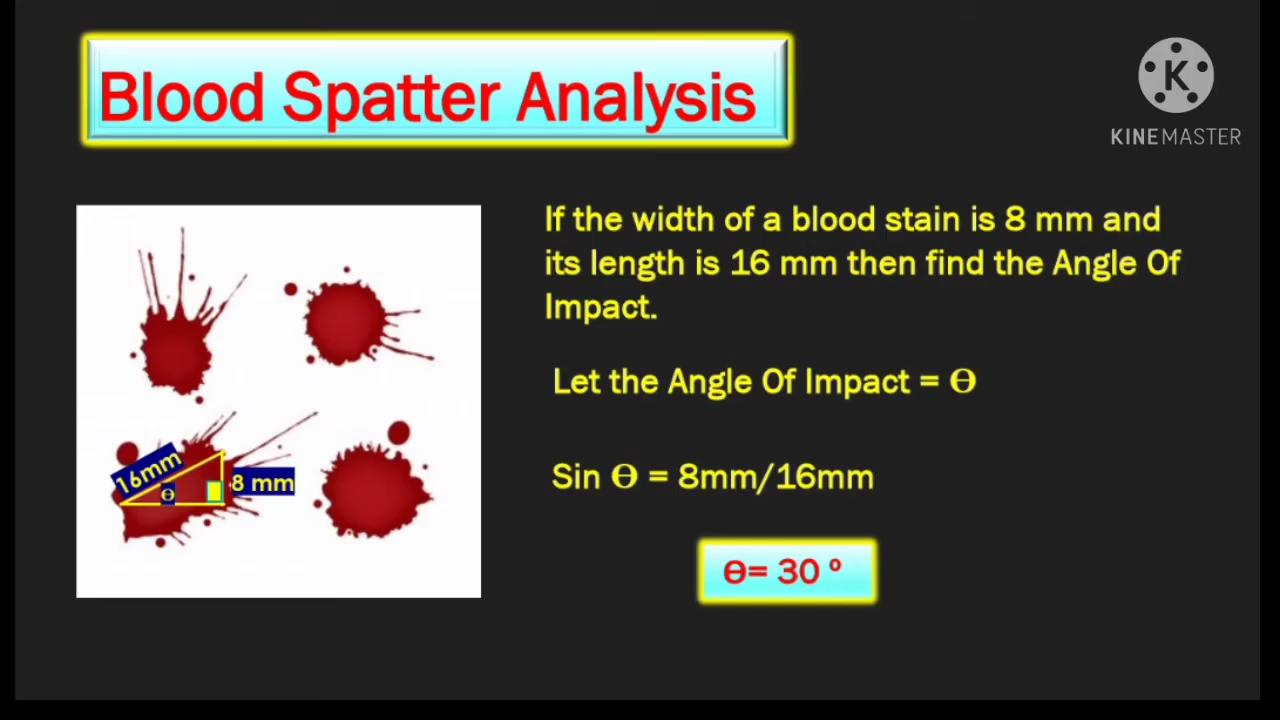 Blood Spatter Analysis
K
KINEMASTER
If the width of a blood stain is 8 mm and
its length is 16 mm then find the Angle Of
Impact.
Let the Angle Of Impact = Ɵ
16mm
Ɵ
8 mm
Sin Ɵ = 8mm/16mm
Ɵ= 30 º